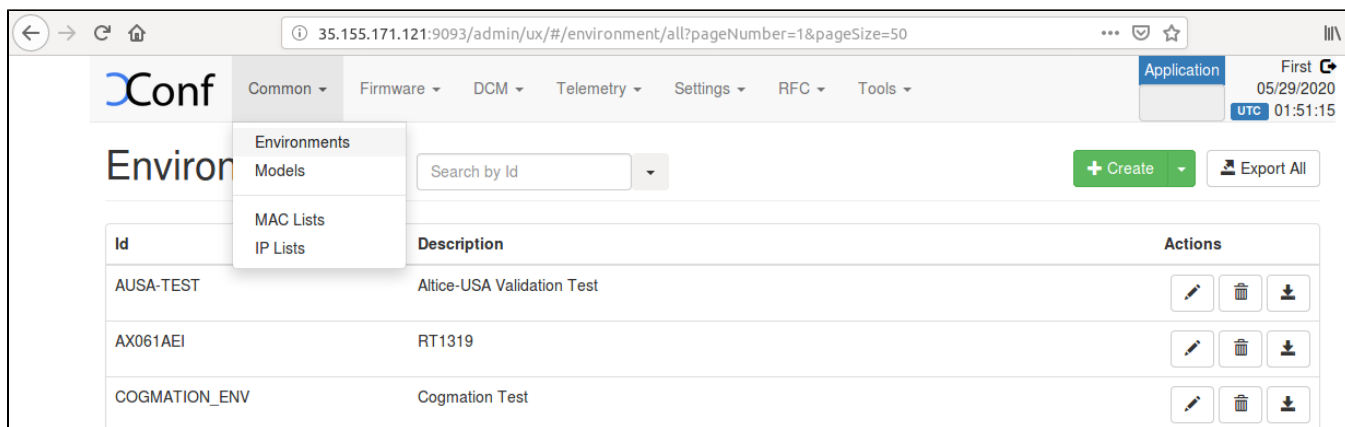 35.155.171.121:9093/admin/ux/#/environment/all?pageNumber=1&pageSize=50
XConf Common Firmware DCM Telemetry Settings RFC Tools Application First
05/29/2020
UTC 01:51:15
Environ Search by Id Create Export All
Environments
Models
MAC Lists
IP Lists
Id Description Actions
AUSA-TEST Altice-USA Validation Test
AX061AEI RT1319
COGMATION_ENV Cogmation Test